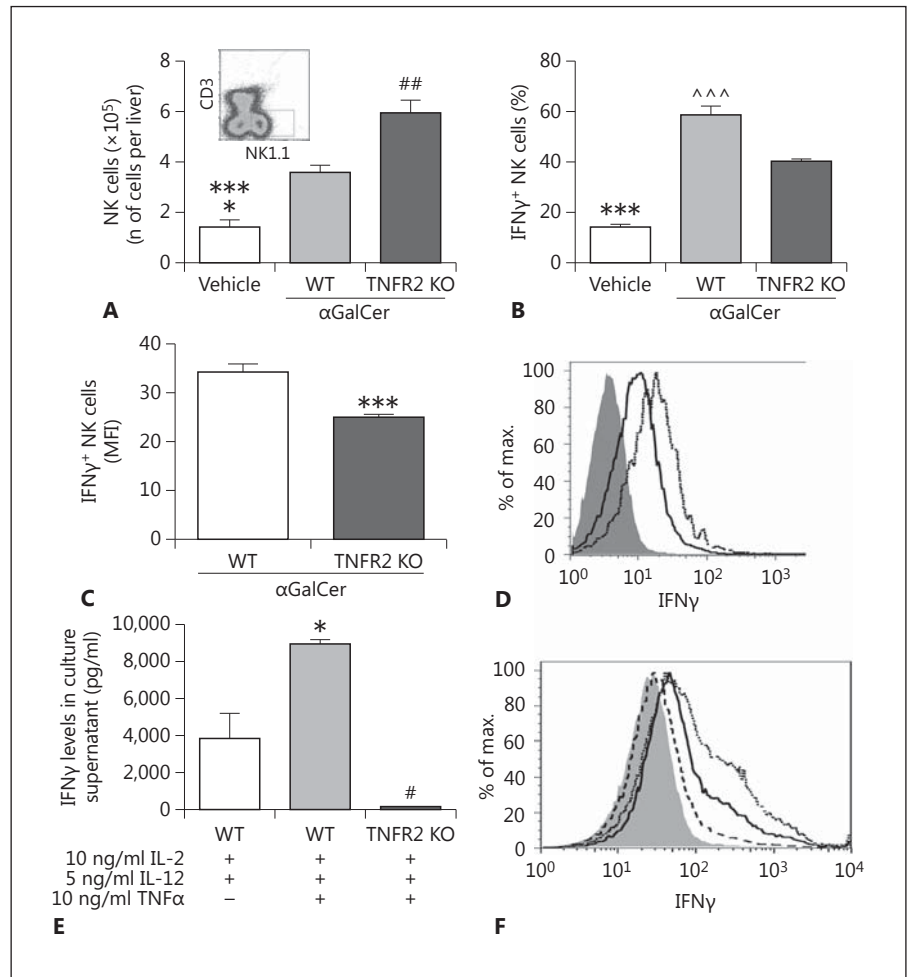 8
6
4
2
0
NK cells (×10⁵)
(n of cells per liver)
CD3
NK1.1
***
*
##
Vehicle
WT
TNFR2 KO
αGalCer
A
80
60
40
20
0
IFNγ⁺ NK cells (%)
***
^^^
Vehicle
WT
TNFR2 KO
αGalCer
B
40
30
20
10
0
IFNγ⁺ NK cells
(MFI)
***
WT
TNFR2 KO
αGalCer
C
100
80
60
40
20
0
% of max.
10⁰
10¹
10²
10³
IFNγ
D
10,000
8,000
6,000
4,000
2,000
0
IFNγ levels in culture
supernatant (pg/ml)
*
#
WT
WT
TNFR2 KO
10 ng/ml IL-2 + + +
5 ng/ml IL-12 + + +
10 ng/ml TNFα – + +
E
100
80
60
40
20
0
% of max.
10⁰
10¹
10²
10³
10⁴
IFNγ
F